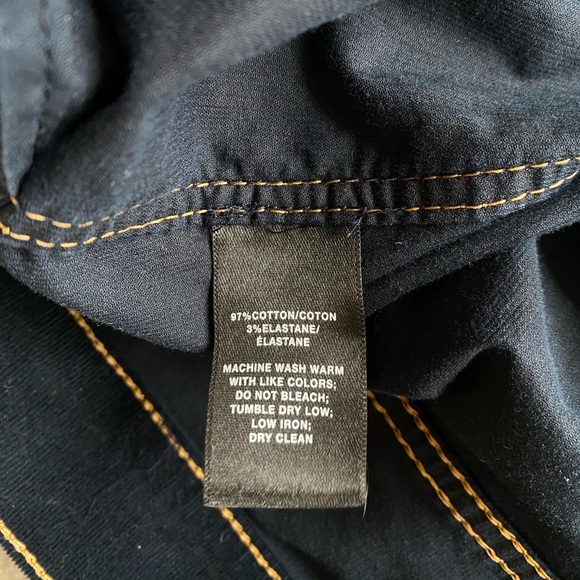 97%COTTON/COTON
3%ELASTANE/
ÉLASTANE
MACHINE WASH WARM
WITH LIKE COLORS;
DO NOT BLEACH;
TUMBLE DRY LOW;
LOW IRON;
DRY CLEAN